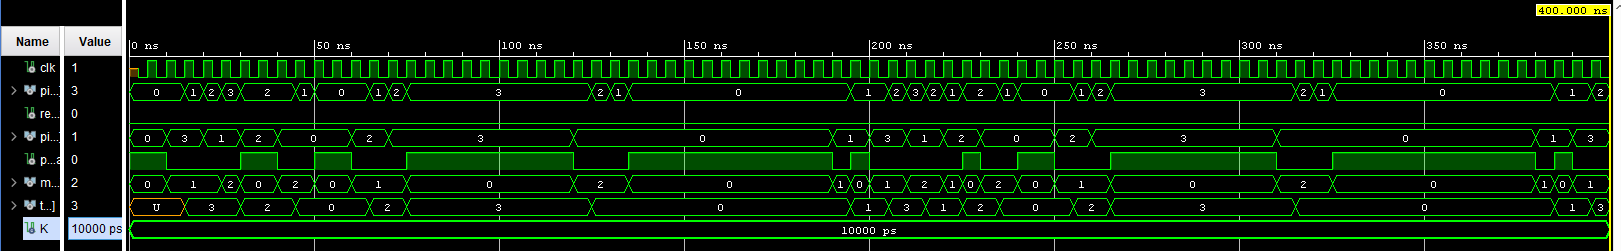 400.000 ns
Name Value
0 ns 50 ns 100 ns 150 ns 200 ns 250 ns 300 ns 350 ns
clk 1
pi...] 3 0 1 2 3 2 1 0 1 2 3 2 1 0 1 2 3 2 1 2 1 0 1 2 3 2 1 0 1 2
re... 0
pi...] 1 0 3 1 2 0 2 3 0 1 3 1 2 0 2 3 0 1 3
p...a 0
m... 2 0 1 2 0 2 0 1 0 2 0 1 0 1 2 1 0 2 0 1 0 2 0 1 0 1
t...] 3 U 3 2 0 2 3 0 1 3 1 2 0 2 3 0 1 3
K 10000 ps 10000 ps